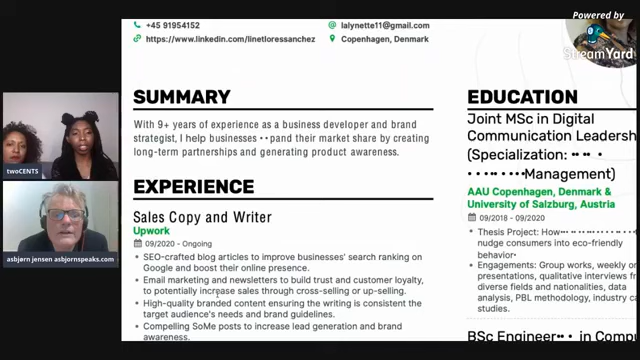 +45 91954152
@ lalynette11@gmail.com
Powered by
https://www.linkedin.com/linetloressanchez
Copenhagen, Denmark
StreamYard
SUMMARY
With 9+ years of experience as a business developer and brand
strategist, I help businesses pand their market share by creating
long-term partnerships and generating product awareness.
EXPERIENCE
Sales Copy and Writer
Upwork
09/2020 - Ongoing
• SEO-crafted blog articles to improve businesses' search ranking on
Google and boost their online presence.
• Email marketing and newsletters to build trust and customer loyalty,
to potentially increase sales through cross-selling or up-selling.
• High-quality branded content ensuring the writing is consistent the
target audience's needs and brand guidelines.
• Compelling SoMe posts to increase lead generation and brand
awareness.
EDUCATION
Joint MSc in Digital
Communication Leadersh
(Specialization:
Management)
AAU Copenhagen, Denmark &
University of Salzburg, Austria
09/2018 - 09/2020
• Thesis Project: How
nudge consumers into eco-friendly
behavior
• Engagements: Group works, weekly o
presentations, qualitative interviews fr
diverse fields and nationalities, data
analysis, PBL methodology, industry ca
studies.
BSc Engineer in Comp
twoCENTS
asbjørn jensen asbjornspeaks.com